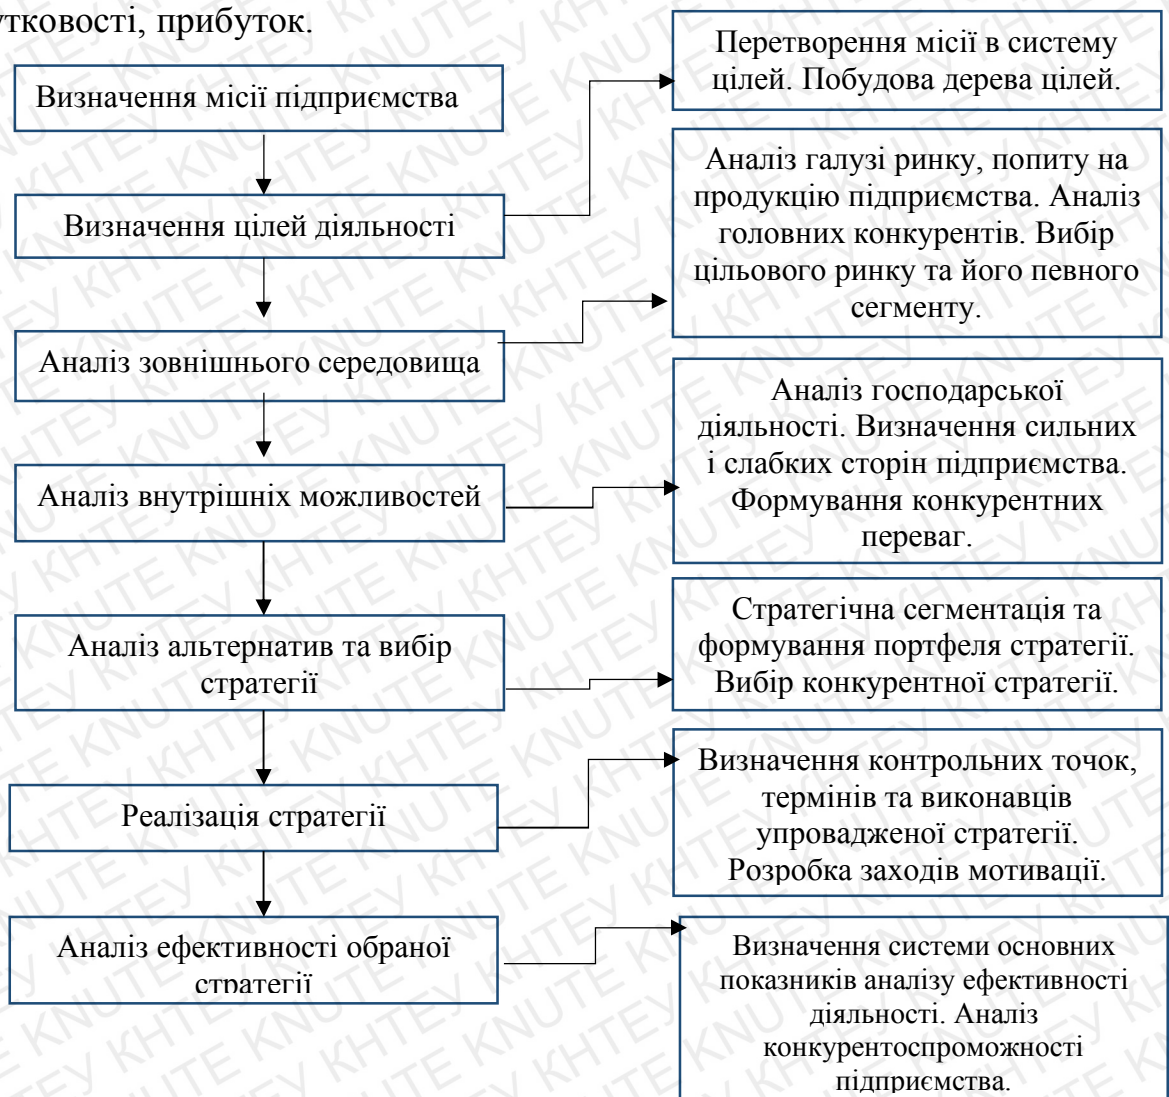 утковості, прибуток.
Визначення місії підприємства
Перетворення місії в систему
цілей. Побудова дерева цілей.
Визначення цілей діяльності
Аналіз галузі ринку, попиту на
продукцію підприємства. Аналіз
головних конкурентів. Вибір
цільового ринку та його певного
сегменту.
Аналіз зовнішнього середовища
Аналіз господарської
діяльності. Визначення сильних
і слабких сторін підприємства.
Формування конкурентних
переваг.
Аналіз внутрішніх можливостей
Стратегічна сегментація та
формування портфеля стратегії.
Вибір конкурентної стратегії.
Аналіз альтернатив та вибір
стратегії
Визначення контрольних точок,
термінів та виконавців
упровадженої стратегії.
Розробка заходів мотивації.
Реалізація стратегії
Аналіз ефективності обраної
стратегії
Визначення системи основних
показників аналізу ефективності
діяльності. Аналіз
конкурентоспроможності
підприємства.